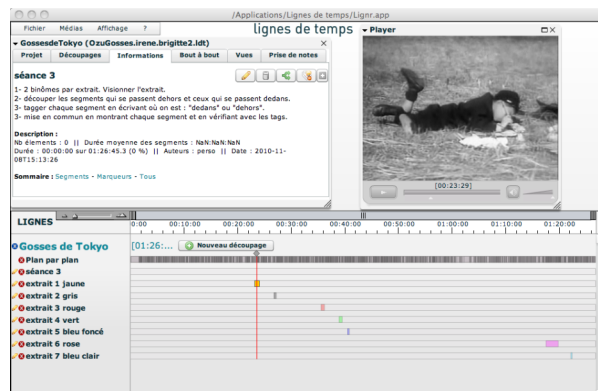 /Applications/Lignes de temps/Lignr.app
Fichier Médias Affichage ?
lignes de temps
GossesdeTokyo (OzuGosses.irene.brigitte2.ldt)
Projet Découpages Informations Bout à bout Vues Prise de notes
séance 3
1- 2 binômes par extrait. Visionner l'extrait.
2- découper les segments qui se passent dehors et ceux qui se passent dedans.
3- tagger chaque segment en écrivant où on est : "dedans" ou "dehors".
3- mise en commun en montrant chaque segment et en vérifiant avec les tags.
Description :
Nb élements : 0 || Durée moyenne des segments : NaN:NaN:NaN
Durée : 00:00:00 sur 01:26:45.3 (0 %) || Auteurs : perso || Date : 2010-11-
08T15:13:26
Sommaire : Segments - Marqueurs - Tous
Player
[00:23:29]
LIGNES
0:00 00:10:00 00:20:00 00:30:00 00:40:00 00:50:00 01:00:00 01:10:00 01:20:00
Gosses de Tokyo [01:26:... Nouveau découpage
Plan par plan
séance 3
extrait 1 jaune
extrait 2 gris
extrait 3 rouge
extrait 4 vert
extrait 5 bleu foncé
extrait 6 rose
extrait 7 bleu clair